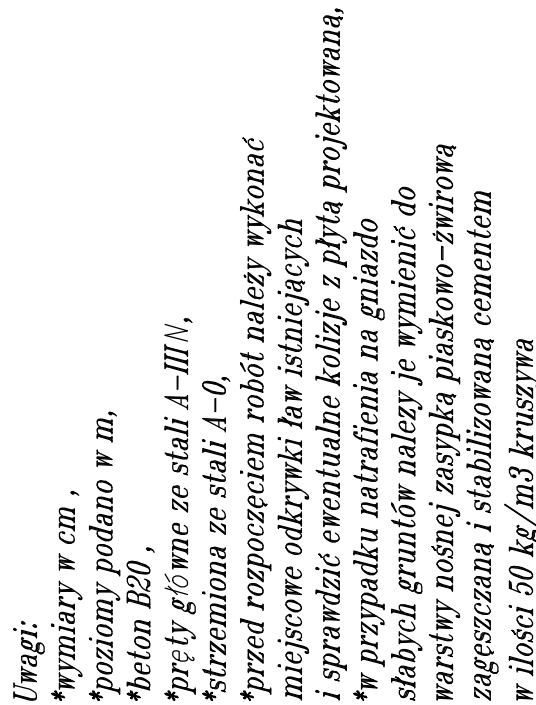 Uwagi:
*wymiary w cm ,
*poziomy podano w m,
*beton B20 ,
*pręty główne ze stali A-IIIN,
*strzemiona ze stali A-0,
*przed rozpoczęciem robót należy wykonać
miejscowe odkrywki ław istniejących
i sprawdzić ewentualne kolizje z płytą projektowaną,
*w przypadku natrafienia na gniazdo
słabych gruntów nalezy je wymienić do
warstwy nośnej zasypką piaskowo-żwirową
zagęszczaną i stabilizowaną cementem
w ilości 50 kg/m3 kruszywa